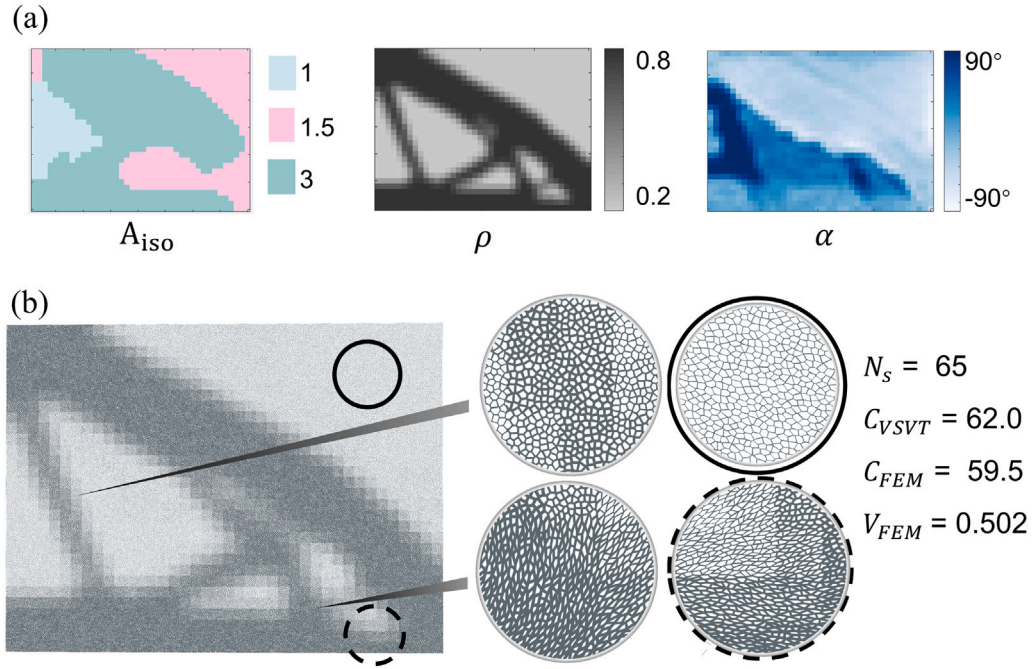 (a)
1
1.5
3
A_iso
0.8
0.2
ρ
90°
-90°
α
(b)
N_s = 65
C_VSVT = 62.0
C_FEM = 59.5
V_FEM = 0.502